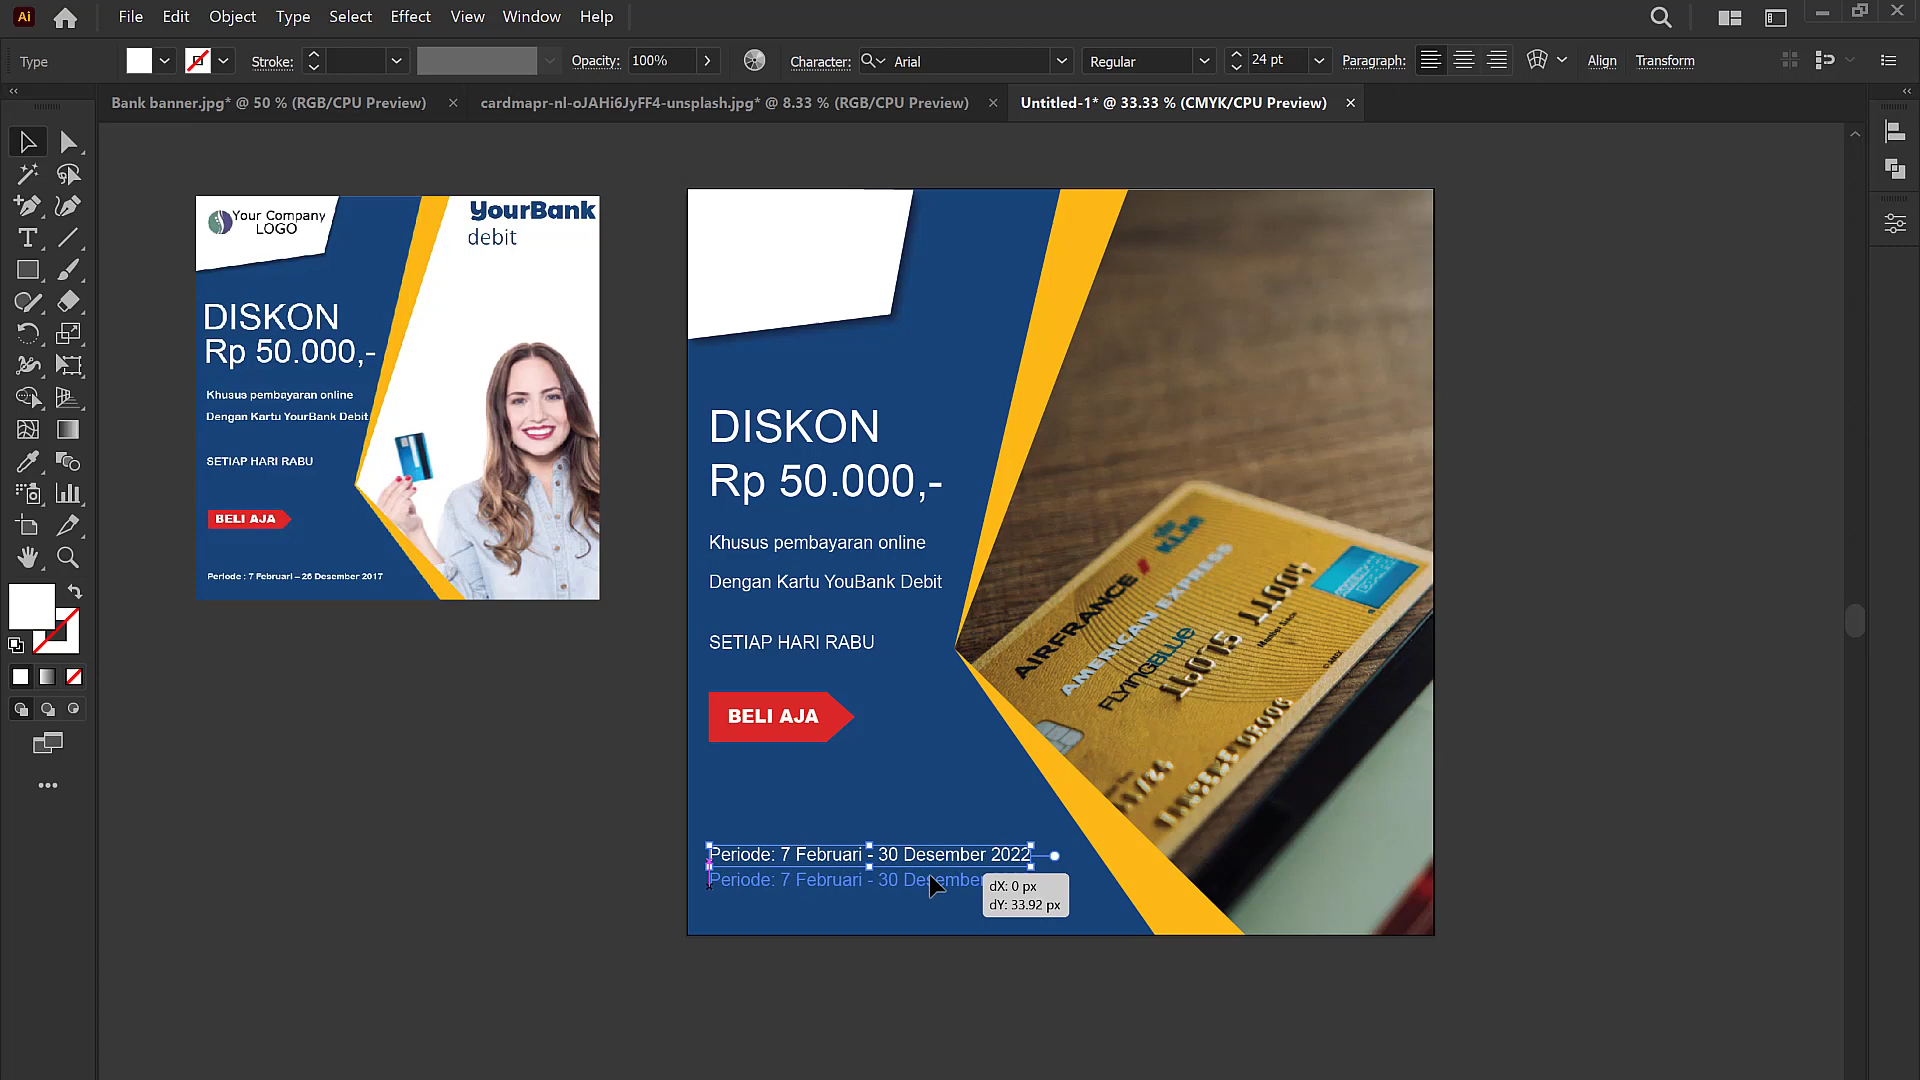 Ai
File Edit Object Type Select Effect View Window Help
Type
Stroke:
Opacity: 100%
Character: Arial
Regular
24 pt
Paragraph:
Align
Transform
Bank banner.jpg* @ 50 % (RGB/CPU Preview)
cardmapr-nl-oJAHi6JyFF4-unsplash.jpg* @ 8.33 % (RGB/CPU Preview)
Untitled-1* @ 33.33 % (CMYK/CPU Preview)
Your Company
LOGO
YourBank
debit
DISKON
Rp 50.000,-
Khusus pembayaran online
Dengan Kartu YourBank Debit
SETIAP HARI RABU
BELI AJA
Periode : 7 Februari – 26 Desember 2017
DISKON
Rp 50.000,-
Khusus pembayaran online
Dengan Kartu YouBank Debit
SETIAP HARI RABU
BELI AJA
Periode: 7 Februari - 30 Desember 2022
Periode: 7 Februari - 30 Desember
dX: 0 px
dY: 33.92 px
KLM
AIRFRANCE
AMERICAN EXPRESS
FLYINGBLUE